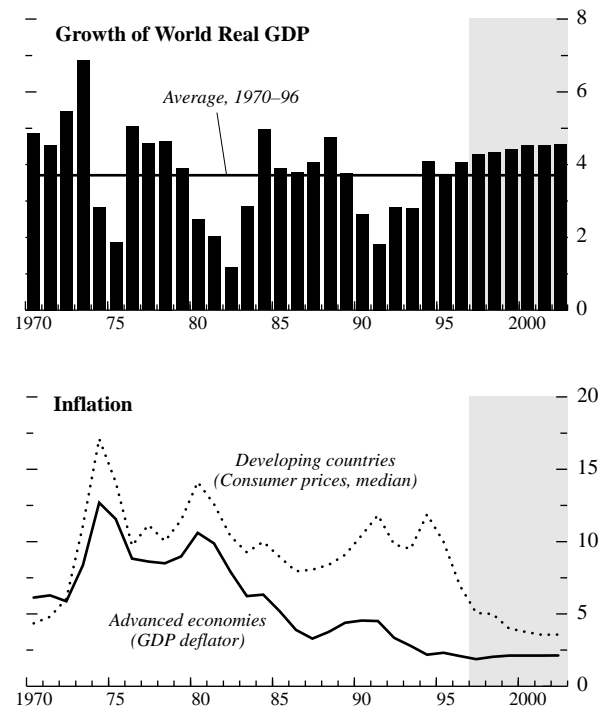 Growth of World Real GDP
8
Average, 1970–96
6
4
2
0
1970 75 80 85 90 95 2000
Inflation
20
Developing countries
(Consumer prices, median)
15
10
5
Advanced economies
(GDP deflator)
0
1970 75 80 85 90 95 2000